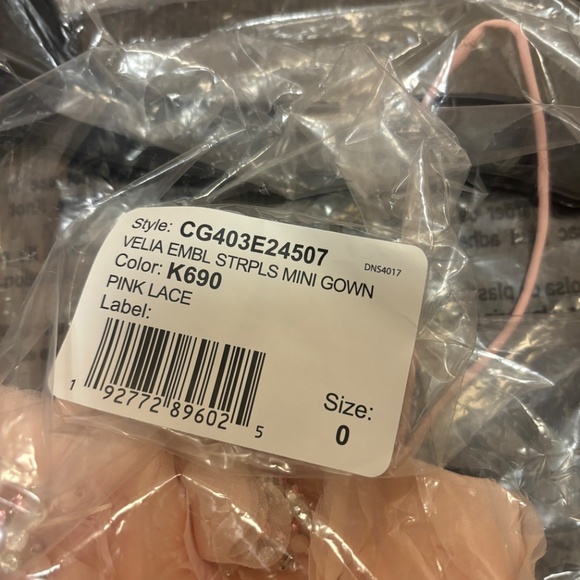 Style: CG403E24507
VELIA EMBL STRPLS MINI GOWN
DNS4017
Color: K690
PINK LACE
Label:
1 92772 89602 5
Size:
0